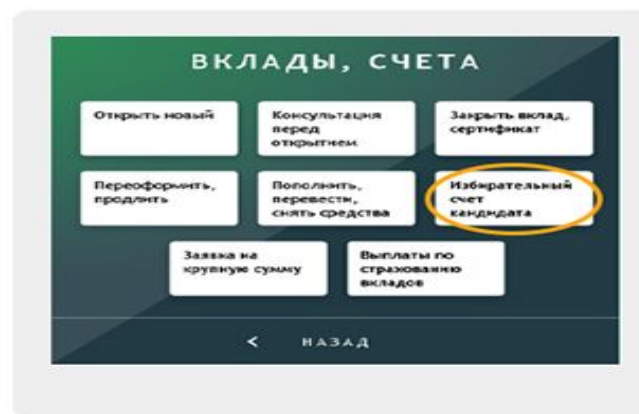 ВКЛАДЫ, СЧЕТА
Открыть новый
Консультация
перед
открытием
Закрыть вклад,
сертификат
Переоформить,
продлить
Пополнить,
перевести,
снять средства
Избирательный
счет
кандидата
Заявка на
крупную сумму
Выплаты по
страхованию
вкладов
< НАЗАД